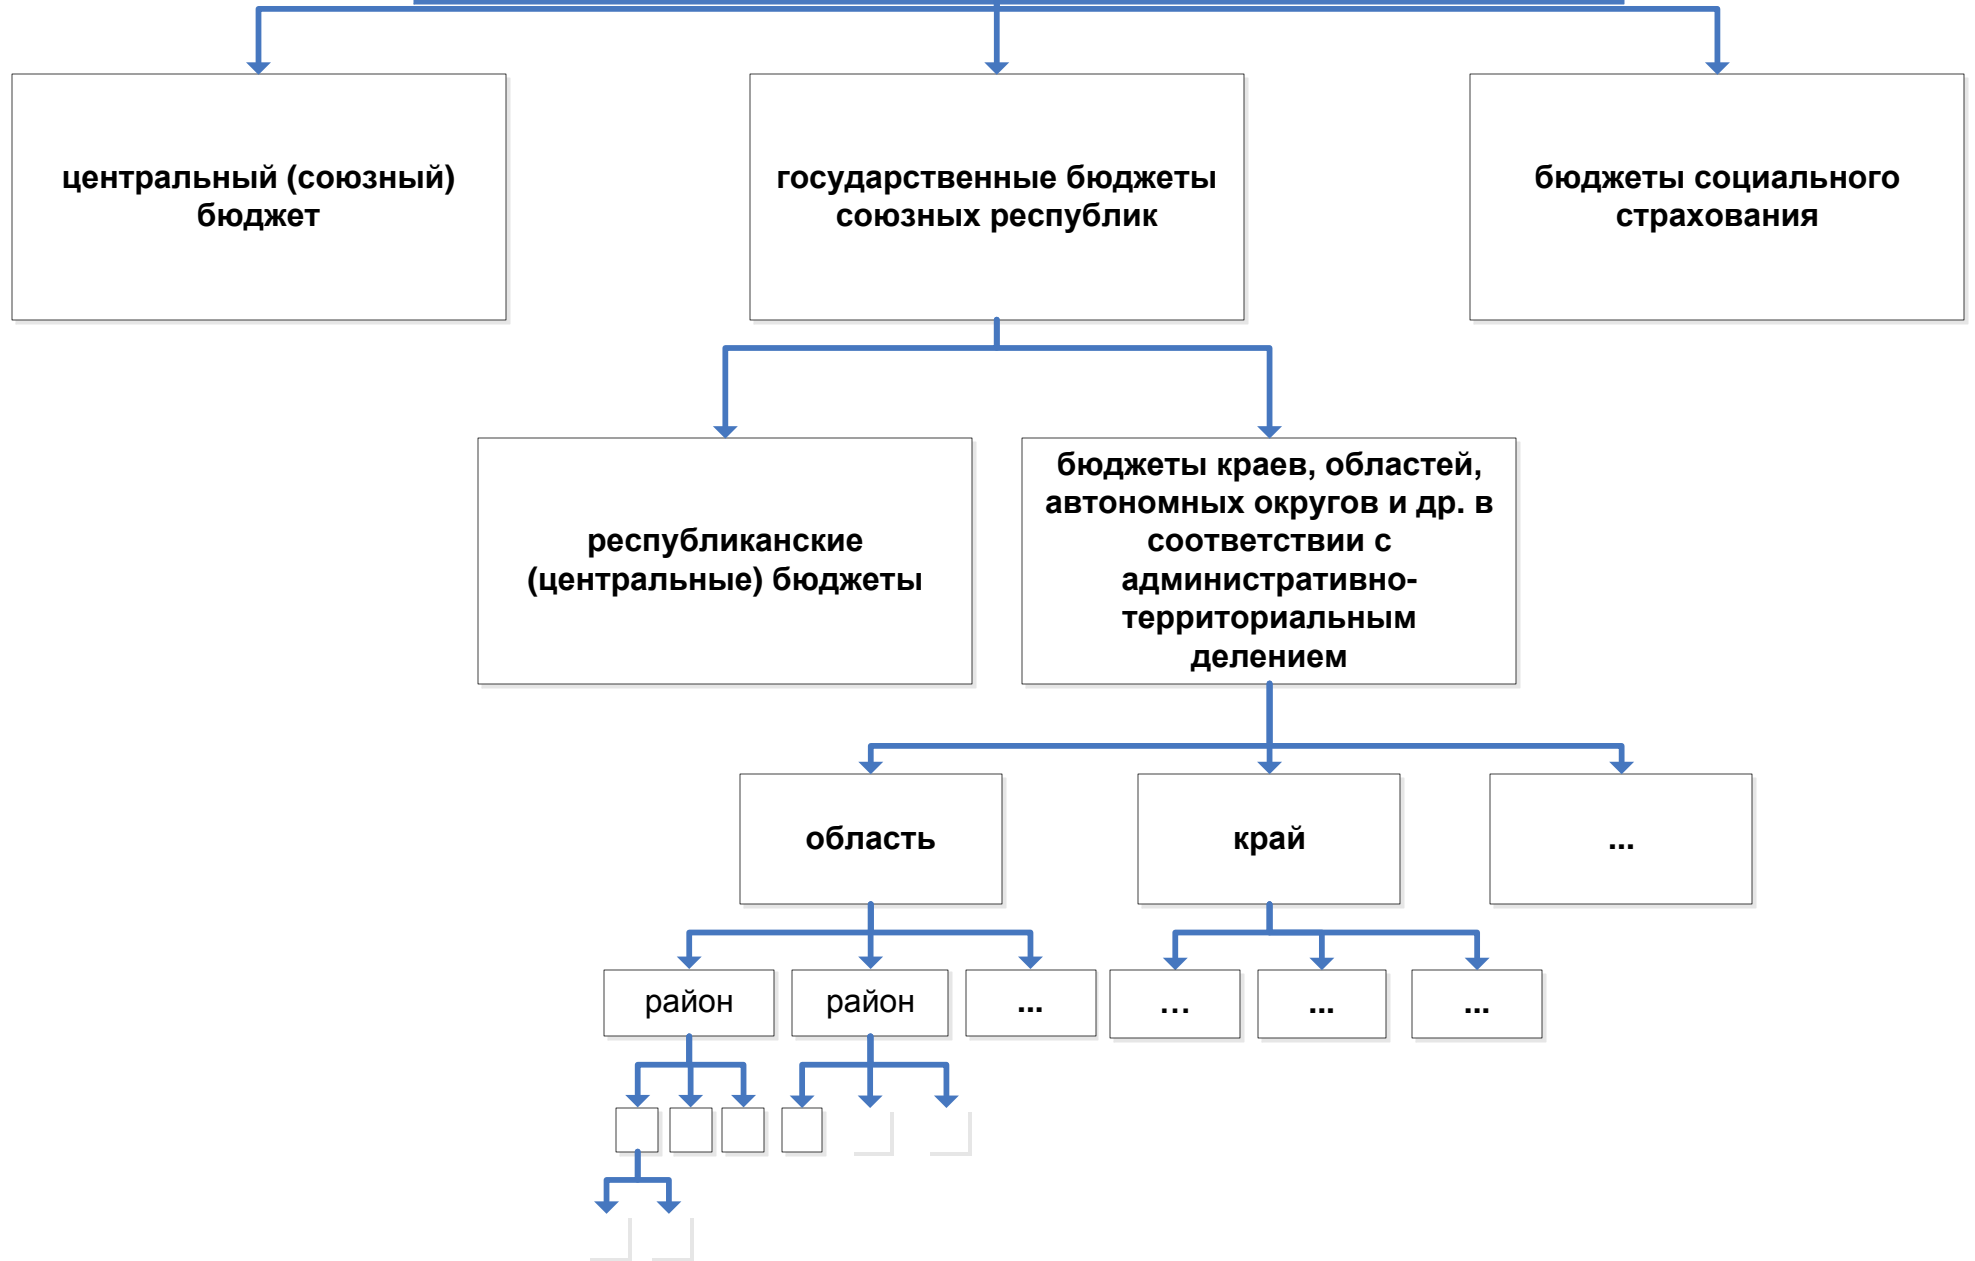 центральный (союзный)
бюджет
государственные бюджеты
союзных республик
бюджеты социального
страхования
республиканские
(центральные) бюджеты
бюджеты краев, областей,
автономных округов и др. в
соответствии с
административно-
территориальным
делением
область
край
...
район
район
...
...
...
...